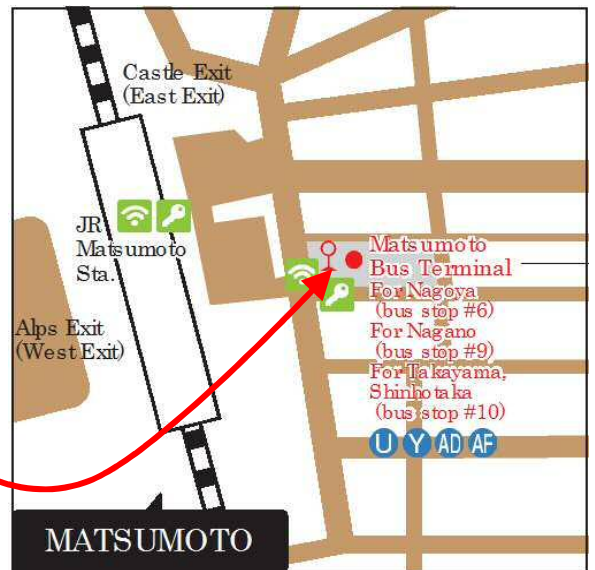 Castle Exit
(East Exit)
JR
Matsumoto
Sta.
Alps Exit
(West Exit)
Matsumoto
Bus Terminal
For Nagoya
(bus stop #6)
For Nagano
(bus stop #9)
For Takayama,
Shinhotaka
(bus stop #10)
U Y AD AF
MATSUMOTO